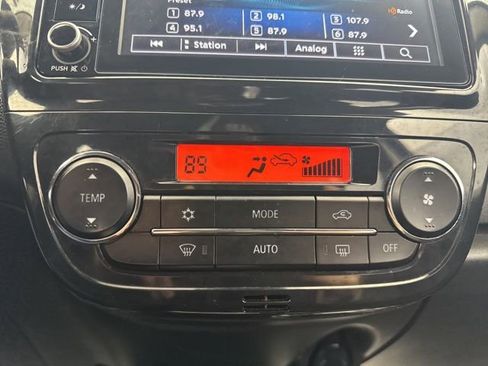 Preset
HD Radio
1 87.9 2 98.1 3 107.9
4 95.1 5 87.9 6 87.9
Station Analog
PUSH
89
TEMP
MODE
AUTO
OFF